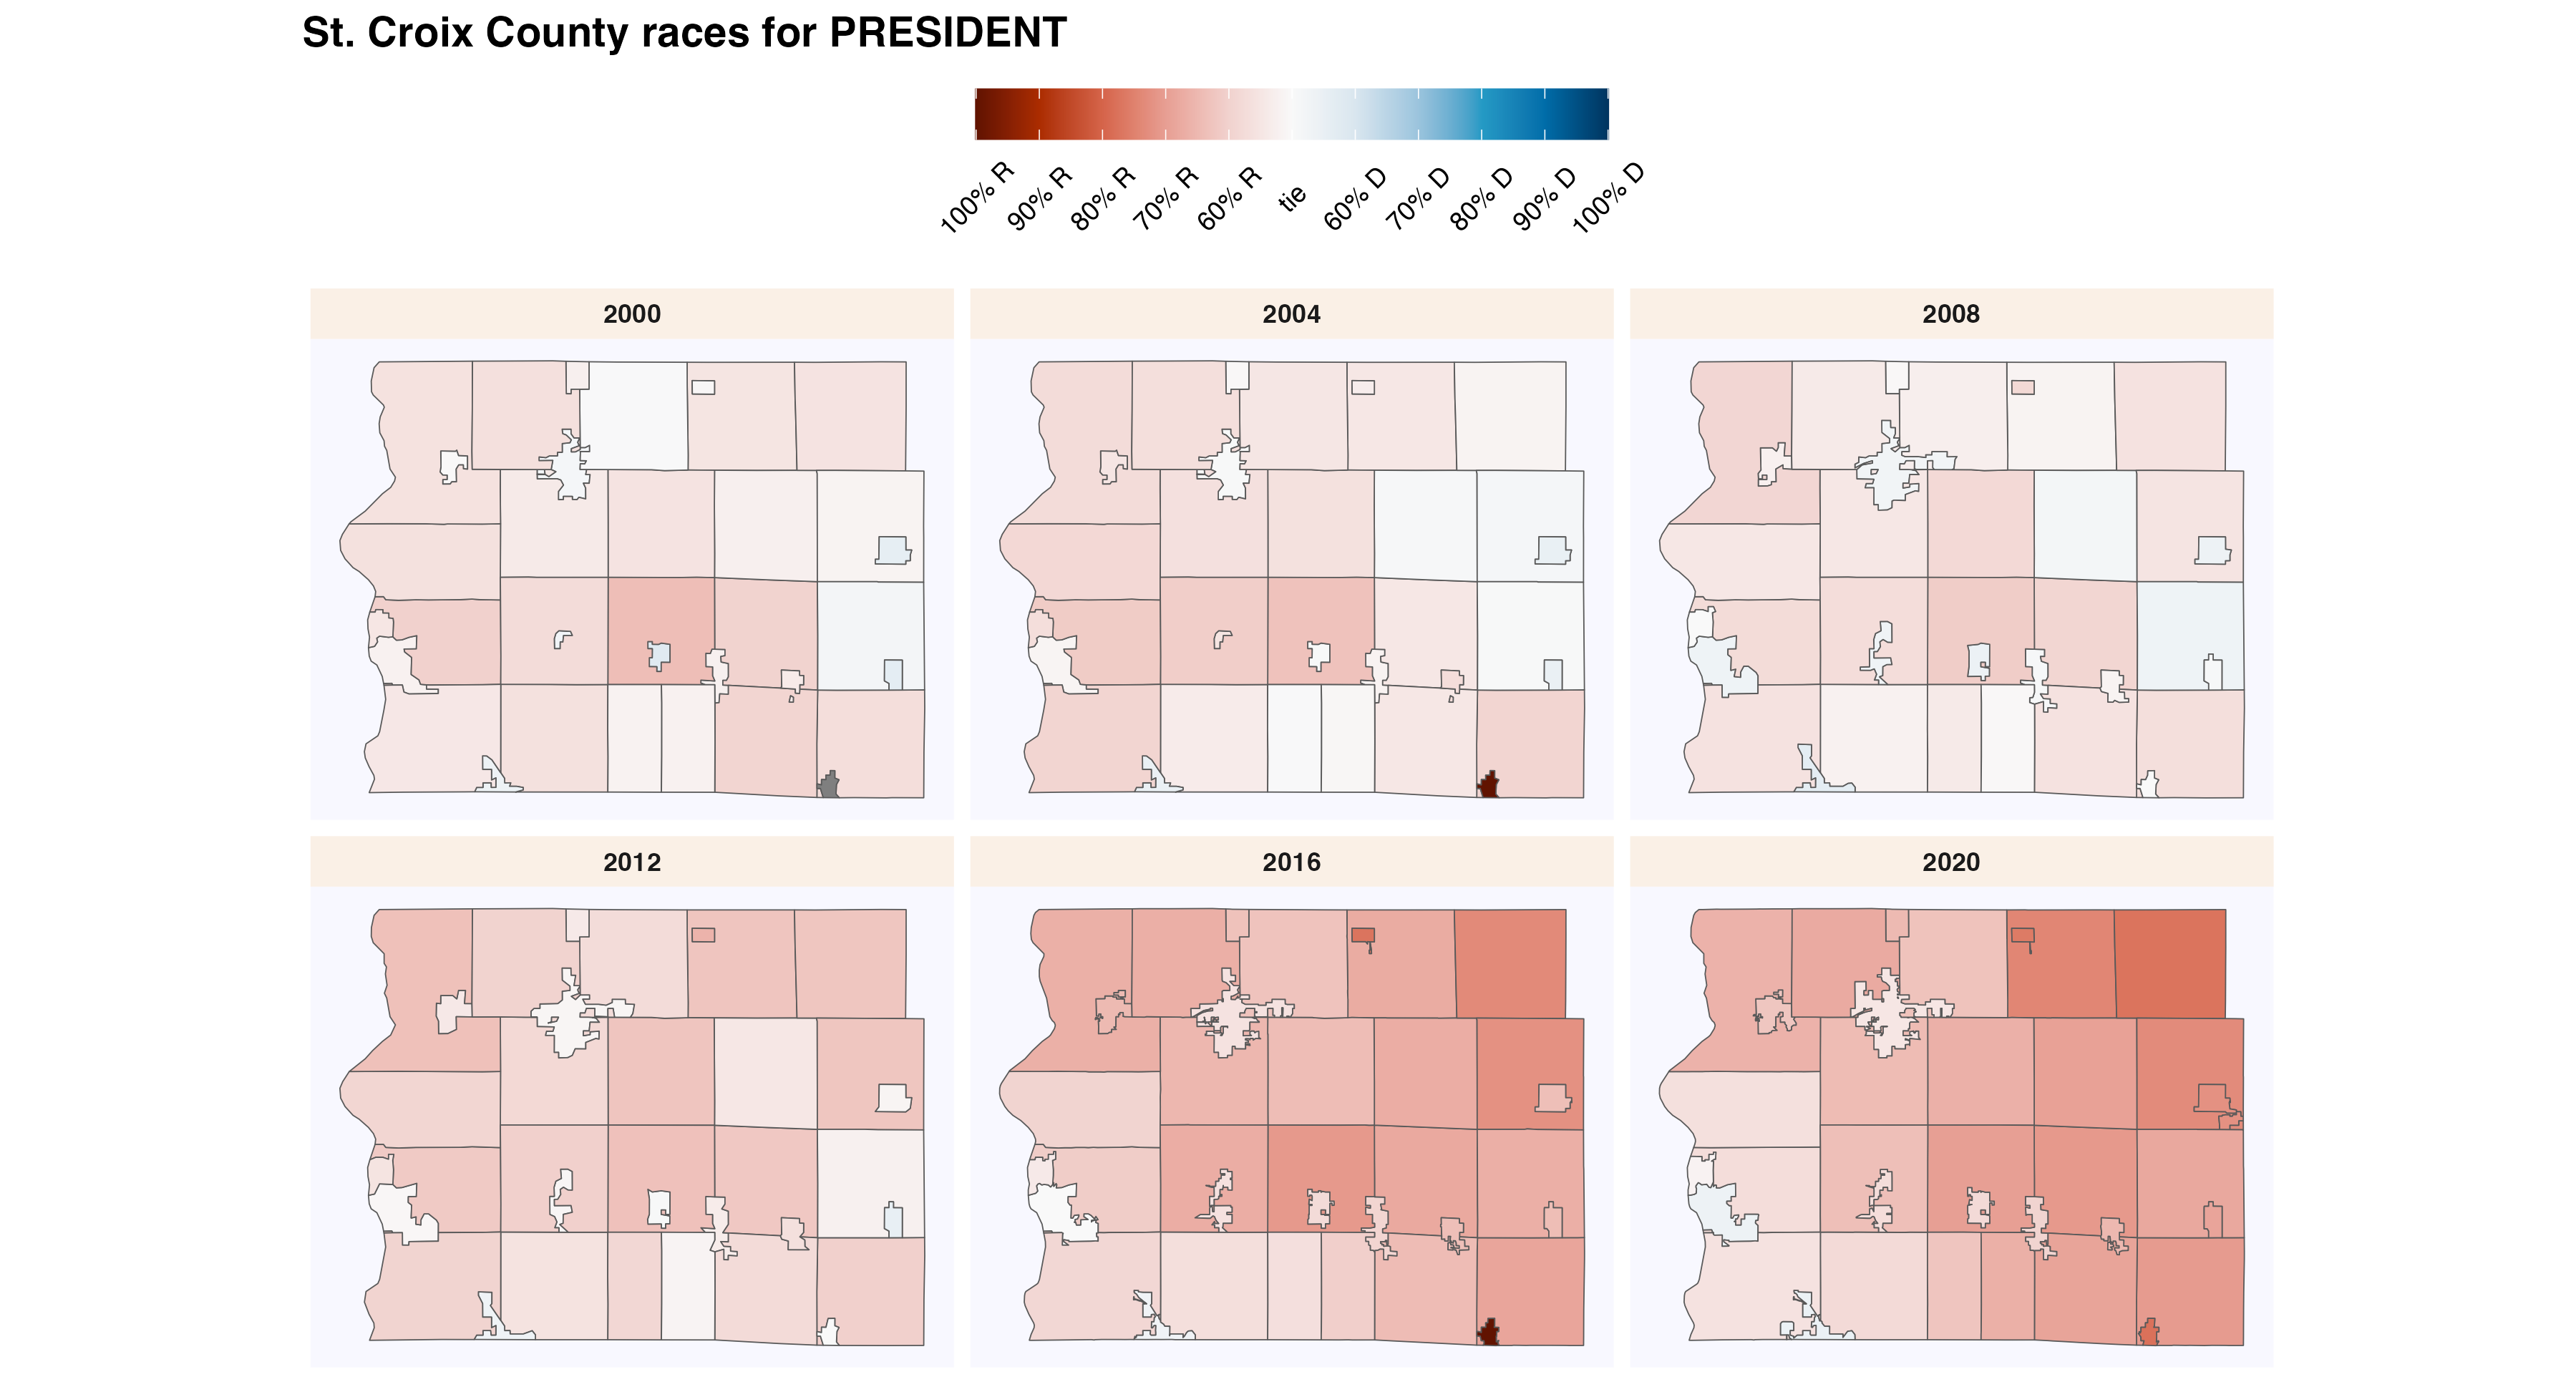 St. Croix County races for PRESIDENT
100% R 90% R 80% R 70% R 60% R tie 60% D 70% D 80% D 90% D 100% D
2000 2004 2008
2012 2016 2020